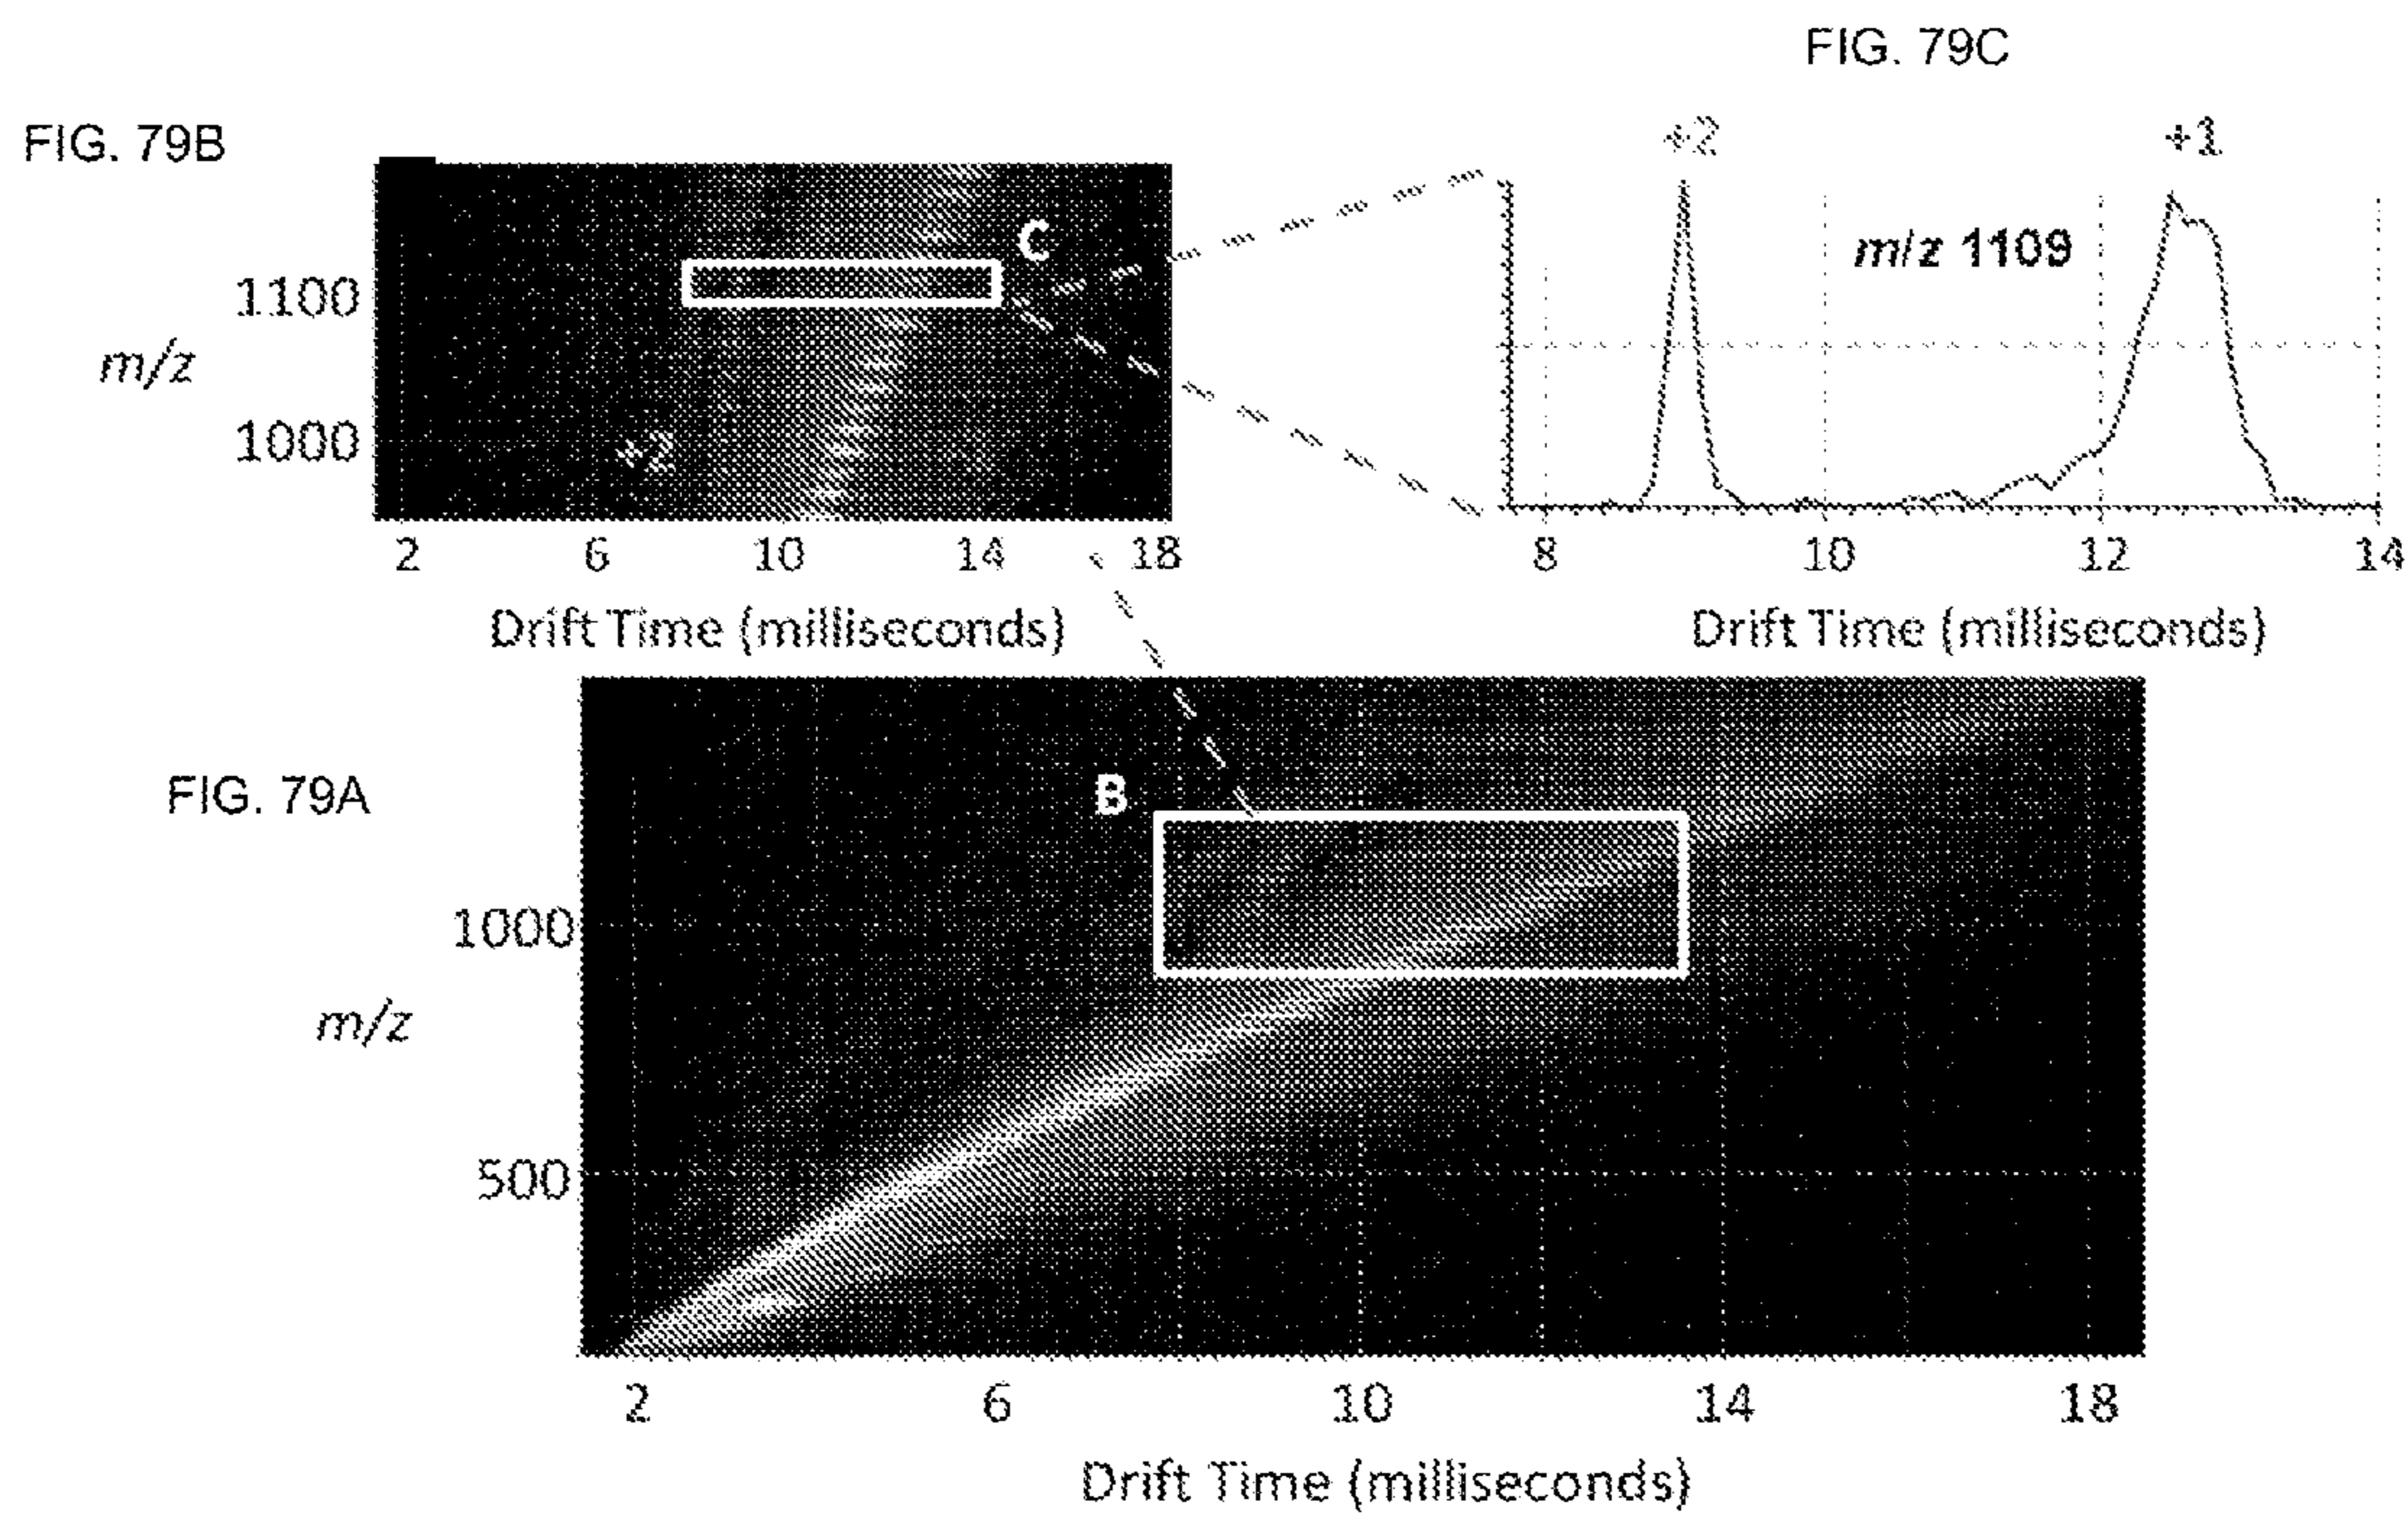 FIG. 79C
FIG. 79B
+2 +1
C
m/z 1109
1100
m/z
1000
+2
2 6 10 14 18
8 10 12 14
Drift Time (milliseconds)
Drift Time (milliseconds)
FIG. 79A
B
1000
m/z
500
2 6 10 14 18
Drift Time (milliseconds)